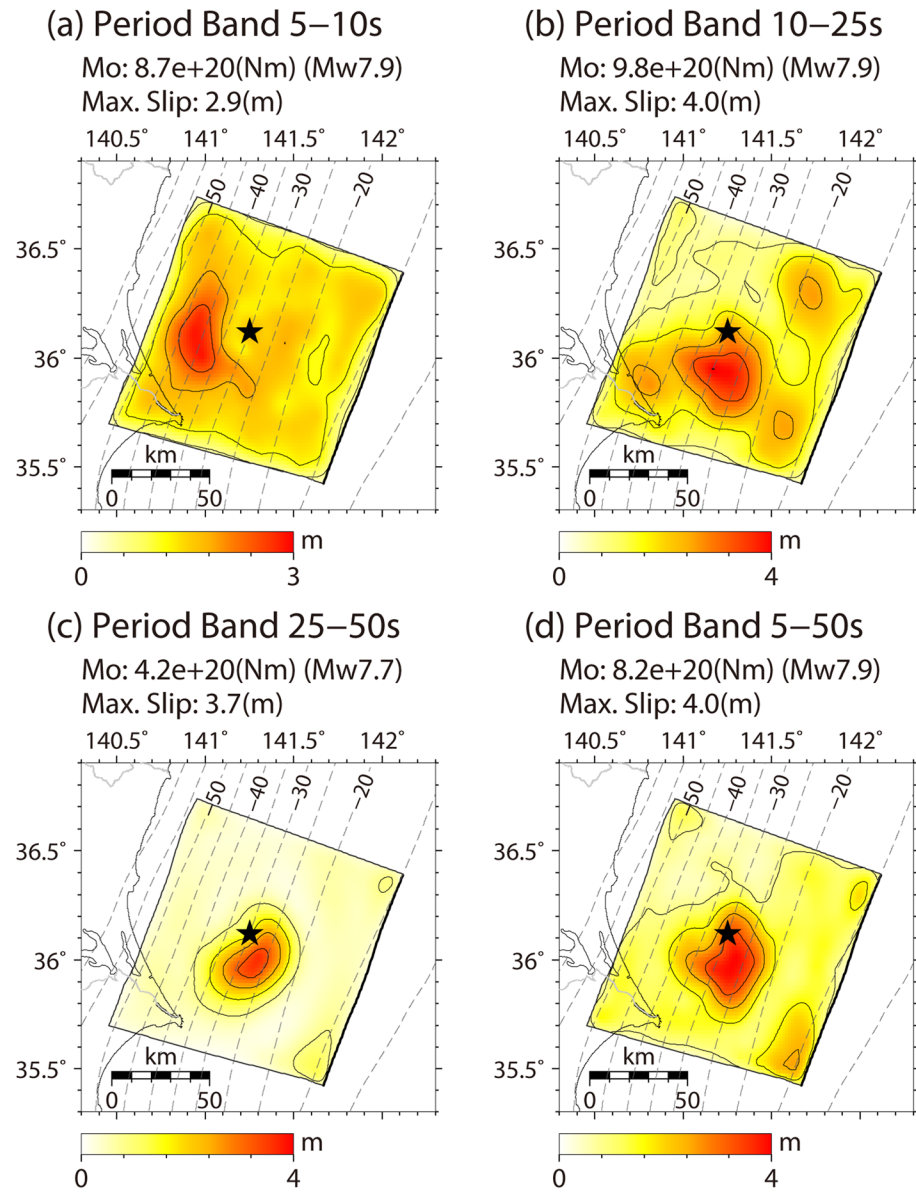 (a) Period Band 5−10s
Mo: 8.7e+20(Nm) (Mw7.9)
Max. Slip: 2.9(m)
140.5˚ 141˚ 141.5˚ 142˚
−50 −40 −30 −20
36.5˚
36˚
35.5˚
km
0 50
m
0 3
(b) Period Band 10−25s
Mo: 9.8e+20(Nm) (Mw7.9)
Max. Slip: 4.0(m)
140.5˚ 141˚ 141.5˚ 142˚
−50 −40 −30 −20
36.5˚
36˚
35.5˚
km
0 50
m
0 4
(c) Period Band 25−50s
Mo: 4.2e+20(Nm) (Mw7.7)
Max. Slip: 3.7(m)
140.5˚ 141˚ 141.5˚ 142˚
−50 −40 −30 −20
36.5˚
36˚
35.5˚
km
0 50
m
0 4
(d) Period Band 5−50s
Mo: 8.2e+20(Nm) (Mw7.9)
Max. Slip: 4.0(m)
140.5˚ 141˚ 141.5˚ 142˚
−50 −40 −30 −20
36.5˚
36˚
35.5˚
km
0 50
m
0 4